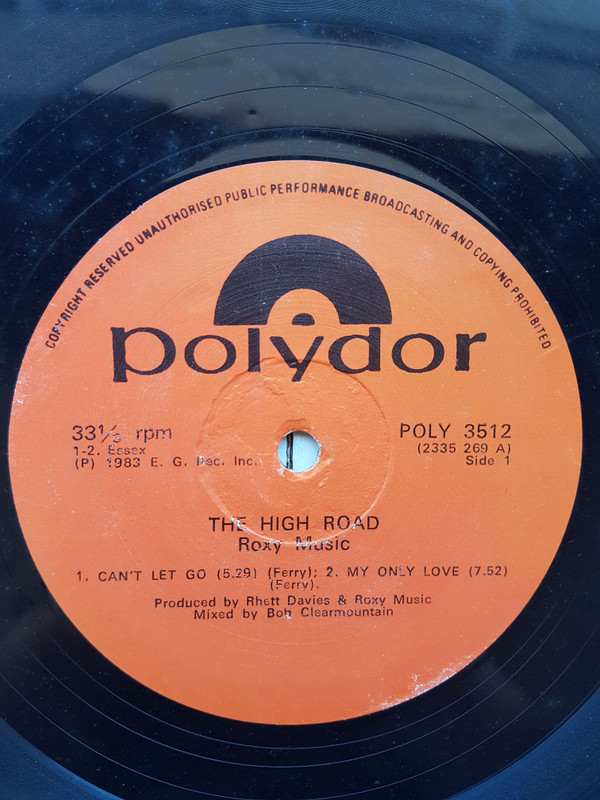 COPYRIGHT RESERVED UNAUTHORISED PUBLIC PERFORMANCE BROADCASTING AND COPYING PROHIBITED
polydor
33⅓ rpm
POLY 3512
1-2. Essex
(2335 269 A)
(P) 1983 E. G. Rec. Inc.
Side 1
THE HIGH ROAD
Roxy Music
1. CAN'T LET GO (5.29) (Ferry); 2. MY ONLY LOVE (7.52)
(Ferry).
Produced by Rhett Davies & Roxy Music
Mixed by Bob Clearmountain